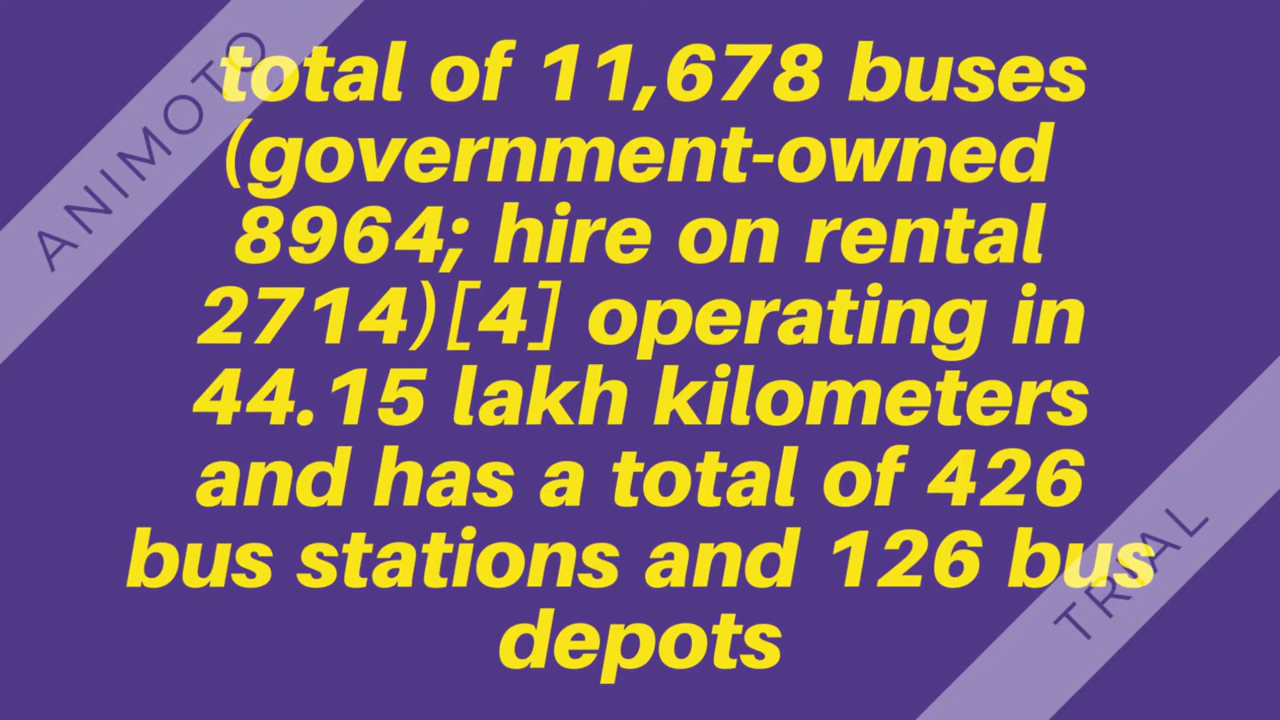 total of 11,678 buses
(government-owned
8964; hire on rental
2714)[4] operating in
44.15 lakh kilometers
and has a total of 426
bus stations and 126 bus
depots
ANIMOTO
TRIAL